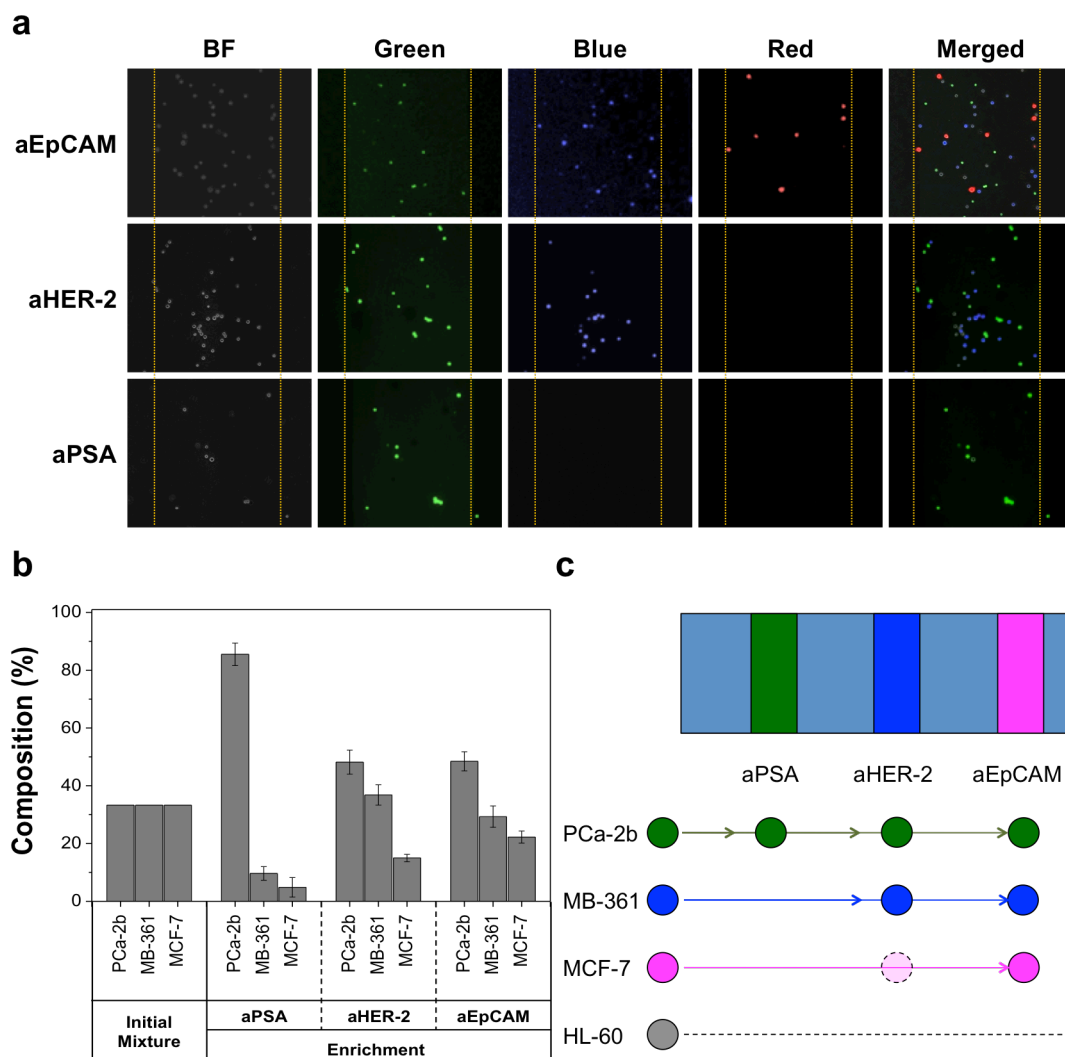 a
BF Green Blue Red Merged
aEpCAM
aHER-2
aPSA
b
Composition (%)
100
80
60
40
20
0
PCa-2b MB-361 MCF-7 PCa-2b MB-361 MCF-7 PCa-2b MB-361 MCF-7 PCa-2b MB-361 MCF-7
Initial
Mixture
aPSA aHER-2 aEpCAM
Enrichment
c
aPSA aHER-2 aEpCAM
PCa-2b
MB-361
MCF-7
HL-60